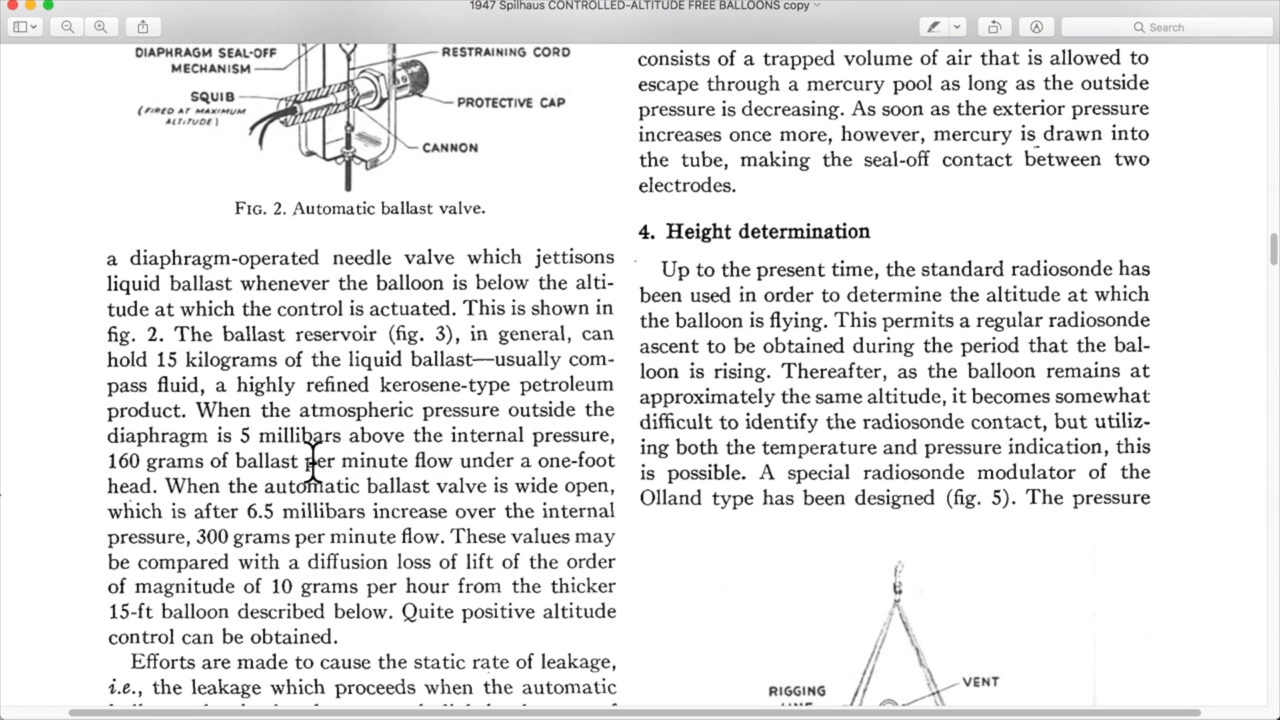 1947 Spilhaus CONTROLLED-ALTITUDE FREE BALLOONS copy
Search
DIAPHRAGM SEAL-OFF
MECHANISM
SQUIB
(FIRED AT MAXIMUM
ALTITUDE)
RESTRAINING CORD
PROTECTIVE CAP
CANNON
FIG. 2. Automatic ballast valve.
a diaphragm-operated needle valve which jettisons
liquid ballast whenever the balloon is below the alti-
tude at which the control is actuated. This is shown in
fig. 2. The ballast reservoir (fig. 3), in general, can
hold 15 kilograms of the liquid ballast—usually com-
pass fluid, a highly refined kerosene-type petroleum
product. When the atmospheric pressure outside the
diaphragm is 5 millibars above the internal pressure,
160 grams of ballast per minute flow under a one-foot
head. When the automatic ballast valve is wide open,
which is after 6.5 millibars increase over the internal
pressure, 300 grams per minute flow. These values may
be compared with a diffusion loss of lift of the order
of magnitude of 10 grams per hour from the thicker
15-ft balloon described below. Quite positive altitude
control can be obtained.
Efforts are made to cause the static rate of leakage,
i.e., the leakage which proceeds when the automatic
consists of a trapped volume of air that is allowed to
escape through a mercury pool as long as the outside
pressure is decreasing. As soon as the exterior pressure
increases once more, however, mercury is drawn into
the tube, making the seal-off contact between two
electrodes.
4. Height determination
Up to the present time, the standard radiosonde has
been used in order to determine the altitude at which
the balloon is flying. This permits a regular radiosonde
ascent to be obtained during the period that the bal-
loon is rising. Thereafter, as the balloon remains at
approximately the same altitude, it becomes somewhat
difficult to identify the radiosonde contact, but utiliz-
ing both the temperature and pressure indication, this
is possible. A special radiosonde modulator of the
Olland type has been designed (fig. 5). The pressure
VENT
RIGGING